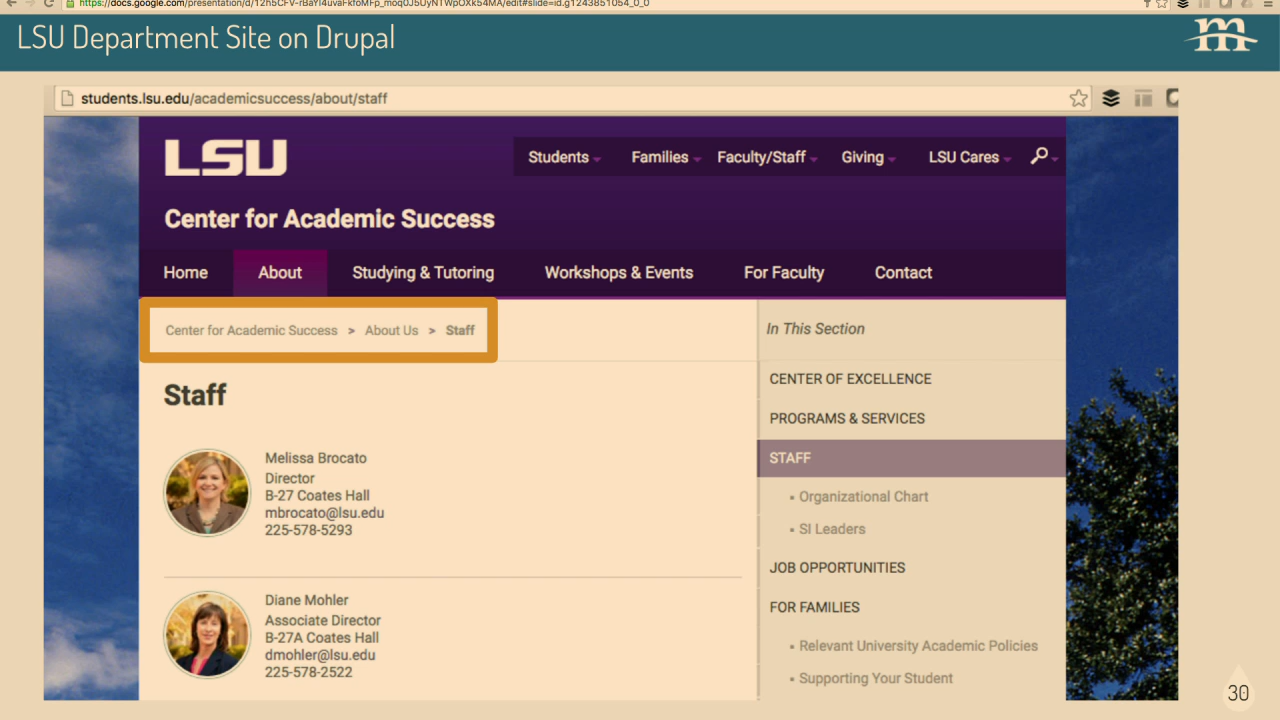 LSU Department Site on Drupal
students.lsu.edu/academicsuccess/about/staff
LSU
Students Families Faculty/Staff Giving LSU Cares
Center for Academic Success
Home About Studying & Tutoring Workshops & Events For Faculty Contact
Center for Academic Success > About Us > Staff
Staff
Melissa Brocato
Director
B-27 Coates Hall
mbrocato@lsu.edu
225-578-5293
Diane Mohler
Associate Director
B-27A Coates Hall
dmohler@lsu.edu
225-578-2522
In This Section
CENTER OF EXCELLENCE
PROGRAMS & SERVICES
STAFF
▪ Organizational Chart
▪ SI Leaders
JOB OPPORTUNITIES
FOR FAMILIES
▪ Relevant University Academic Policies
▪ Supporting Your Student
30